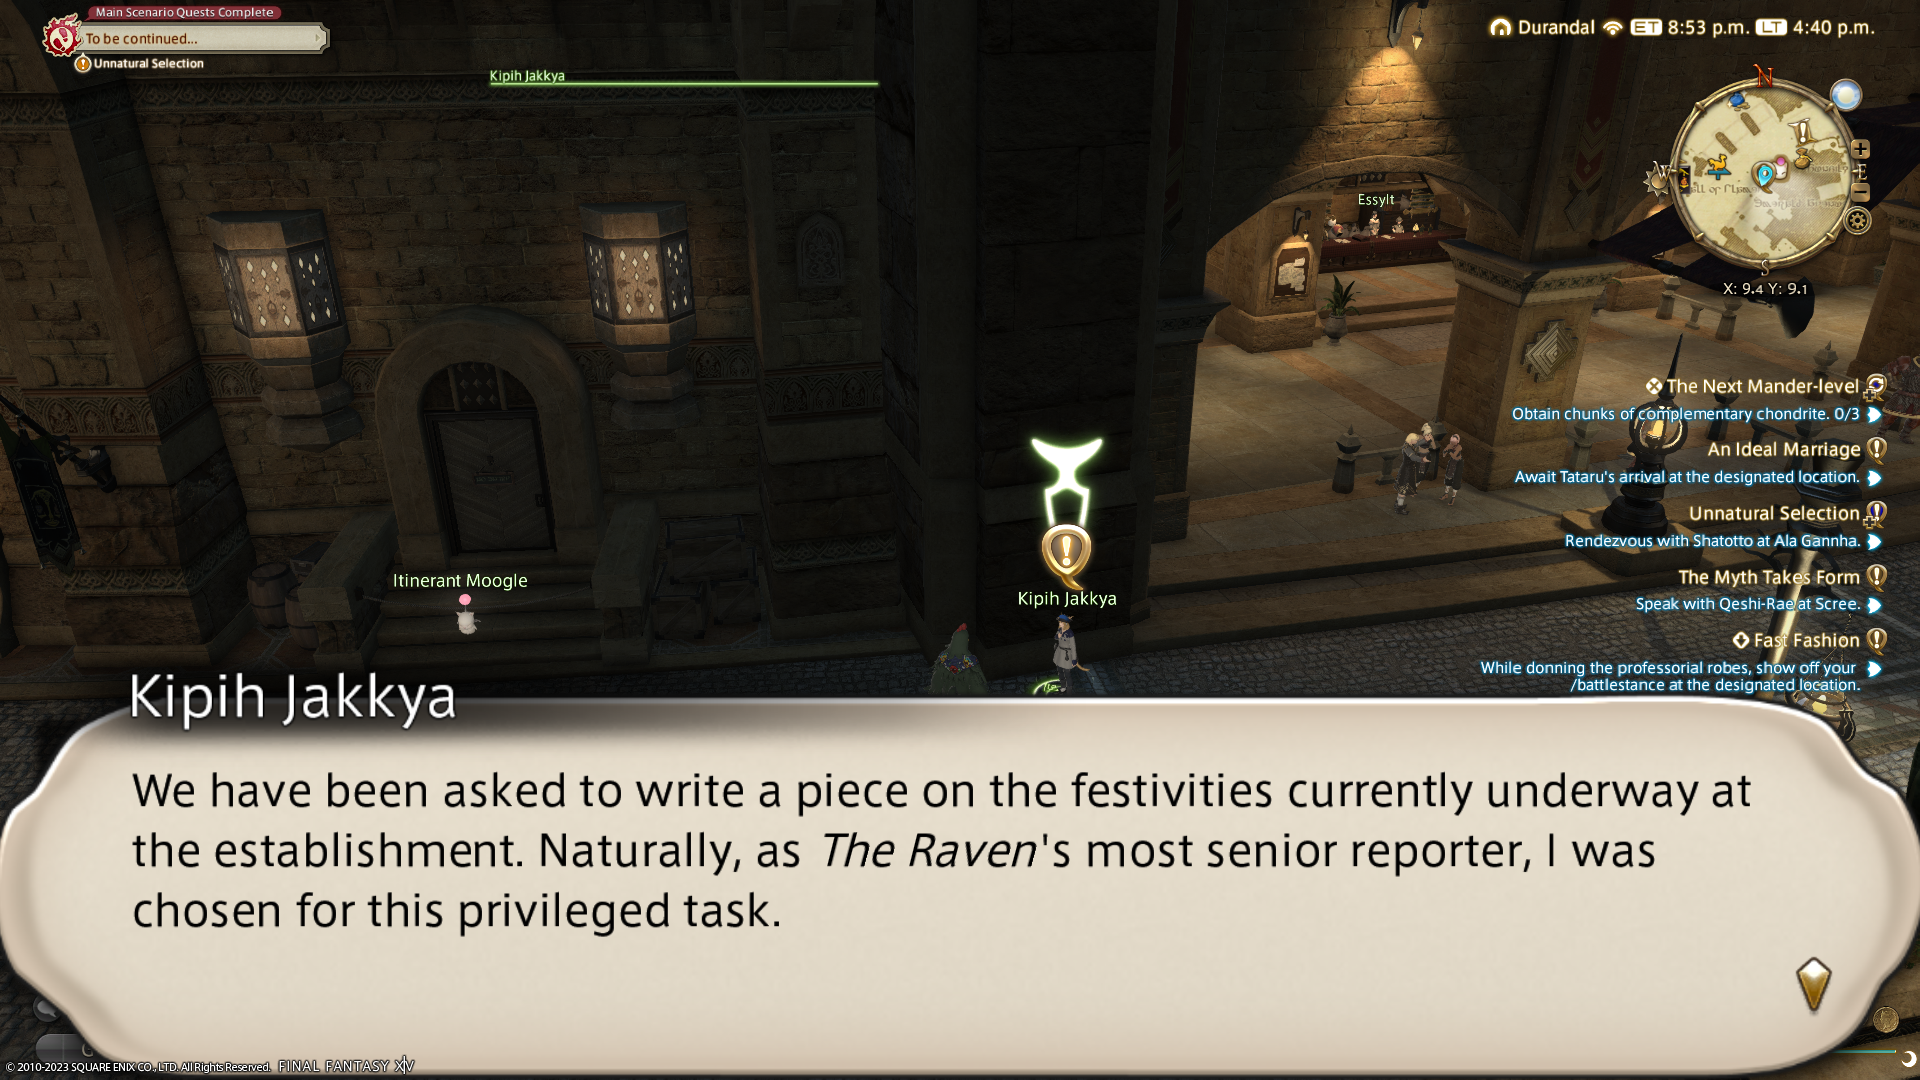 Main Scenario Quests Complete
To be continued...
Unnatural Selection
Kipih Jakkya
Durandal ET 8:53 p.m. LT 4:40 p.m.
N
W
E
S
X: 9.4 Y: 9.1
Essylt
The Next Mander-level
Obtain chunks of complementary chondrite. 0/3
An Ideal Marriage
Await Tataru's arrival at the designated location.
Unnatural Selection
Rendezvous with Shatotto at Ala Gannha.
The Myth Takes Form
Speak with Qeshi-Rae at Scree.
Fast Fashion
While donning the professorial robes, show off your
/battlestance at the designated location.
Itinerant Moogle
Kipih Jakkya
Kipih Jakkya
We have been asked to write a piece on the festivities currently underway at
the establishment. Naturally, as The Raven's most senior reporter, I was
chosen for this privileged task.
© 2010-2023 SQUARE ENIX CO., LTD. All Rights Reserved. FINAL FANTASY XIV